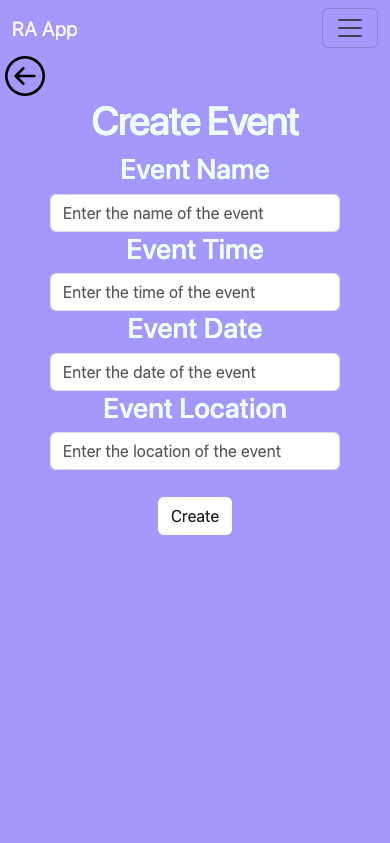 RA App
Create Event
Event Name
Enter the name of the event
Event Time
Enter the time of the event
Event Date
Enter the date of the event
Event Location
Enter the location of the event
Create